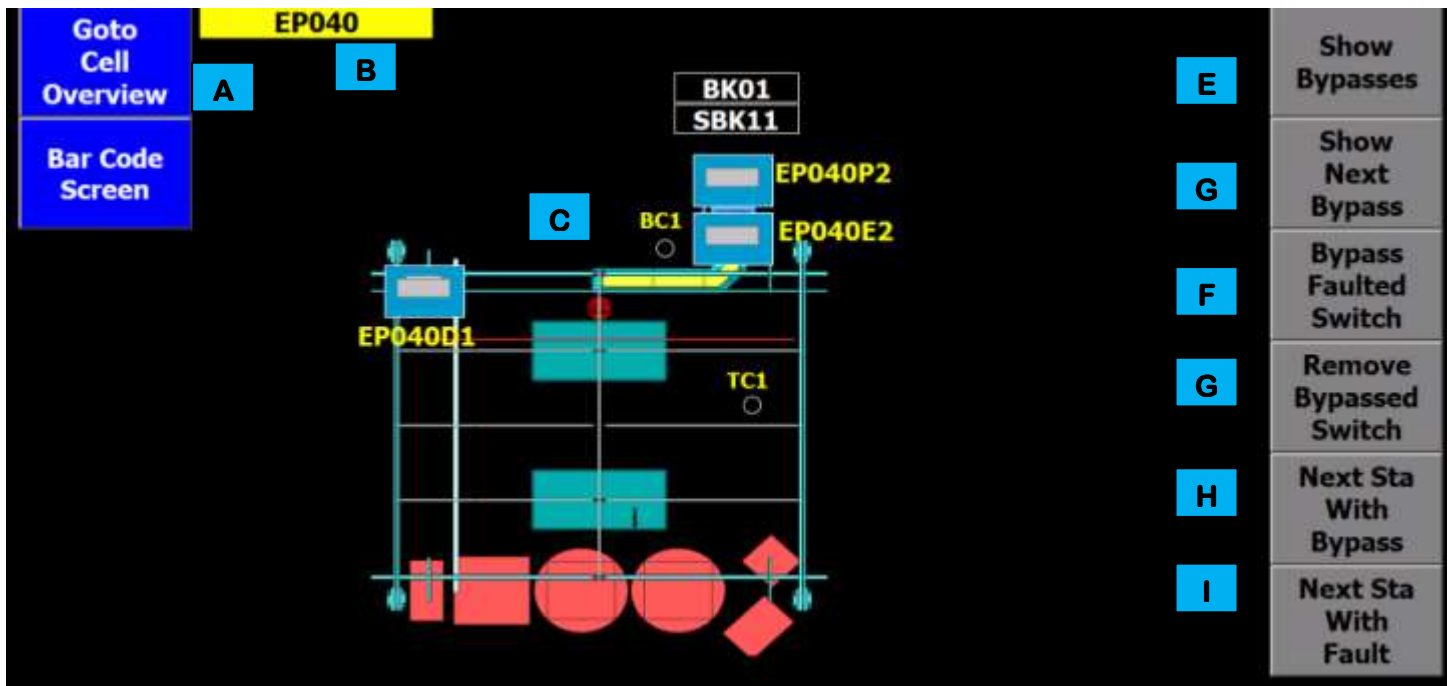 Goto
Cell
Overview
A
EP040
B
Bar Code
Screen
BK01
SBK11
EP040P2
C
BC1
EP040E2
EP040D1
TC1
E
Show
Bypasses
G
Show
Next
Bypass
F
Bypass
Faulted
Switch
G
Remove
Bypassed
Switch
H
Next Sta
With
Bypass
I
Next Sta
With
Fault